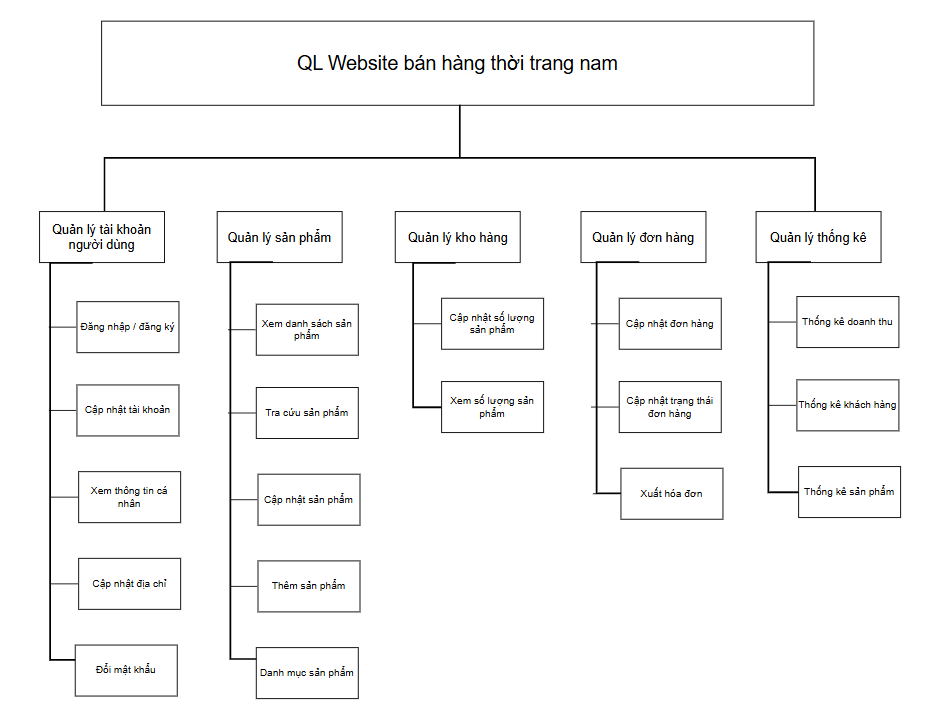 QL Website bán hàng thời trang nam
Quản lý tài khoản
người dùng
Đăng nhập / đăng ký
Cập nhật tài khoản
Xem thông tin cá
nhân
Cập nhật địa chỉ
Đổi mật khẩu
Quản lý sản phẩm
Xem danh sách sản
phẩm
Tra cứu sản phẩm
Cập nhật sản phẩm
Thêm sản phẩm
Danh mục sản phẩm
Quản lý kho hàng
Cập nhật số lượng
sản phẩm
Xem số lượng sản
phẩm
Quản lý đơn hàng
Cập nhật đơn hàng
Cập nhật trạng thái
đơn hàng
Xuất hóa đơn
Quản lý thống kê
Thống kê doanh thu
Thống kê khách hàng
Thống kê sản phẩm